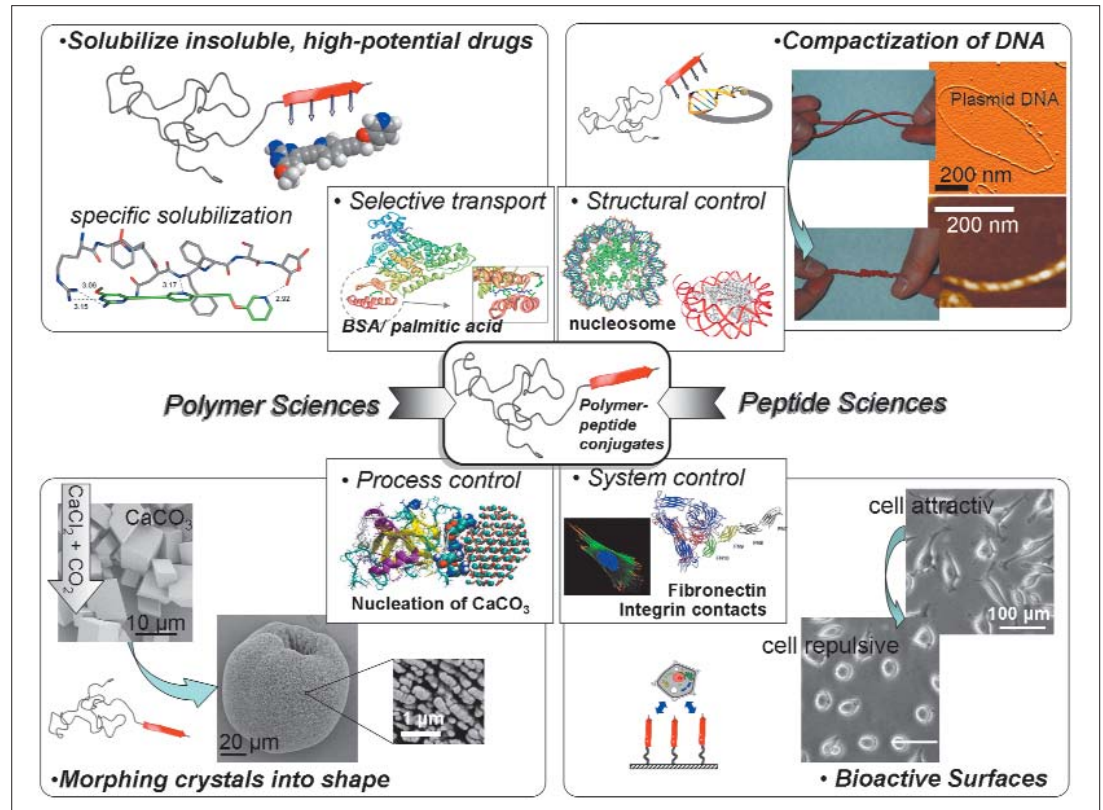 •Solubilize insoluble, high-potential drugs
specific solubilization
3.06
3.15
3.17
2.92
• Selective transport
BSA/ palmitic acid
•Compactization of DNA
Plasmid DNA
200 nm
200 nm
• Structural control
nucleosome
Polymer Sciences
Polymer-
peptide
conjugates
Peptide Sciences
• Process control
Nucleation of CaCO₃
CaCl₂ + CO₂
CaCO₃
10 µm
20 µm
1 µm
•Morphing crystals into shape
• System control
Fibronectin
Integrin contacts
cell attractiv
100 µm
cell repulsive
• Bioactive Surfaces